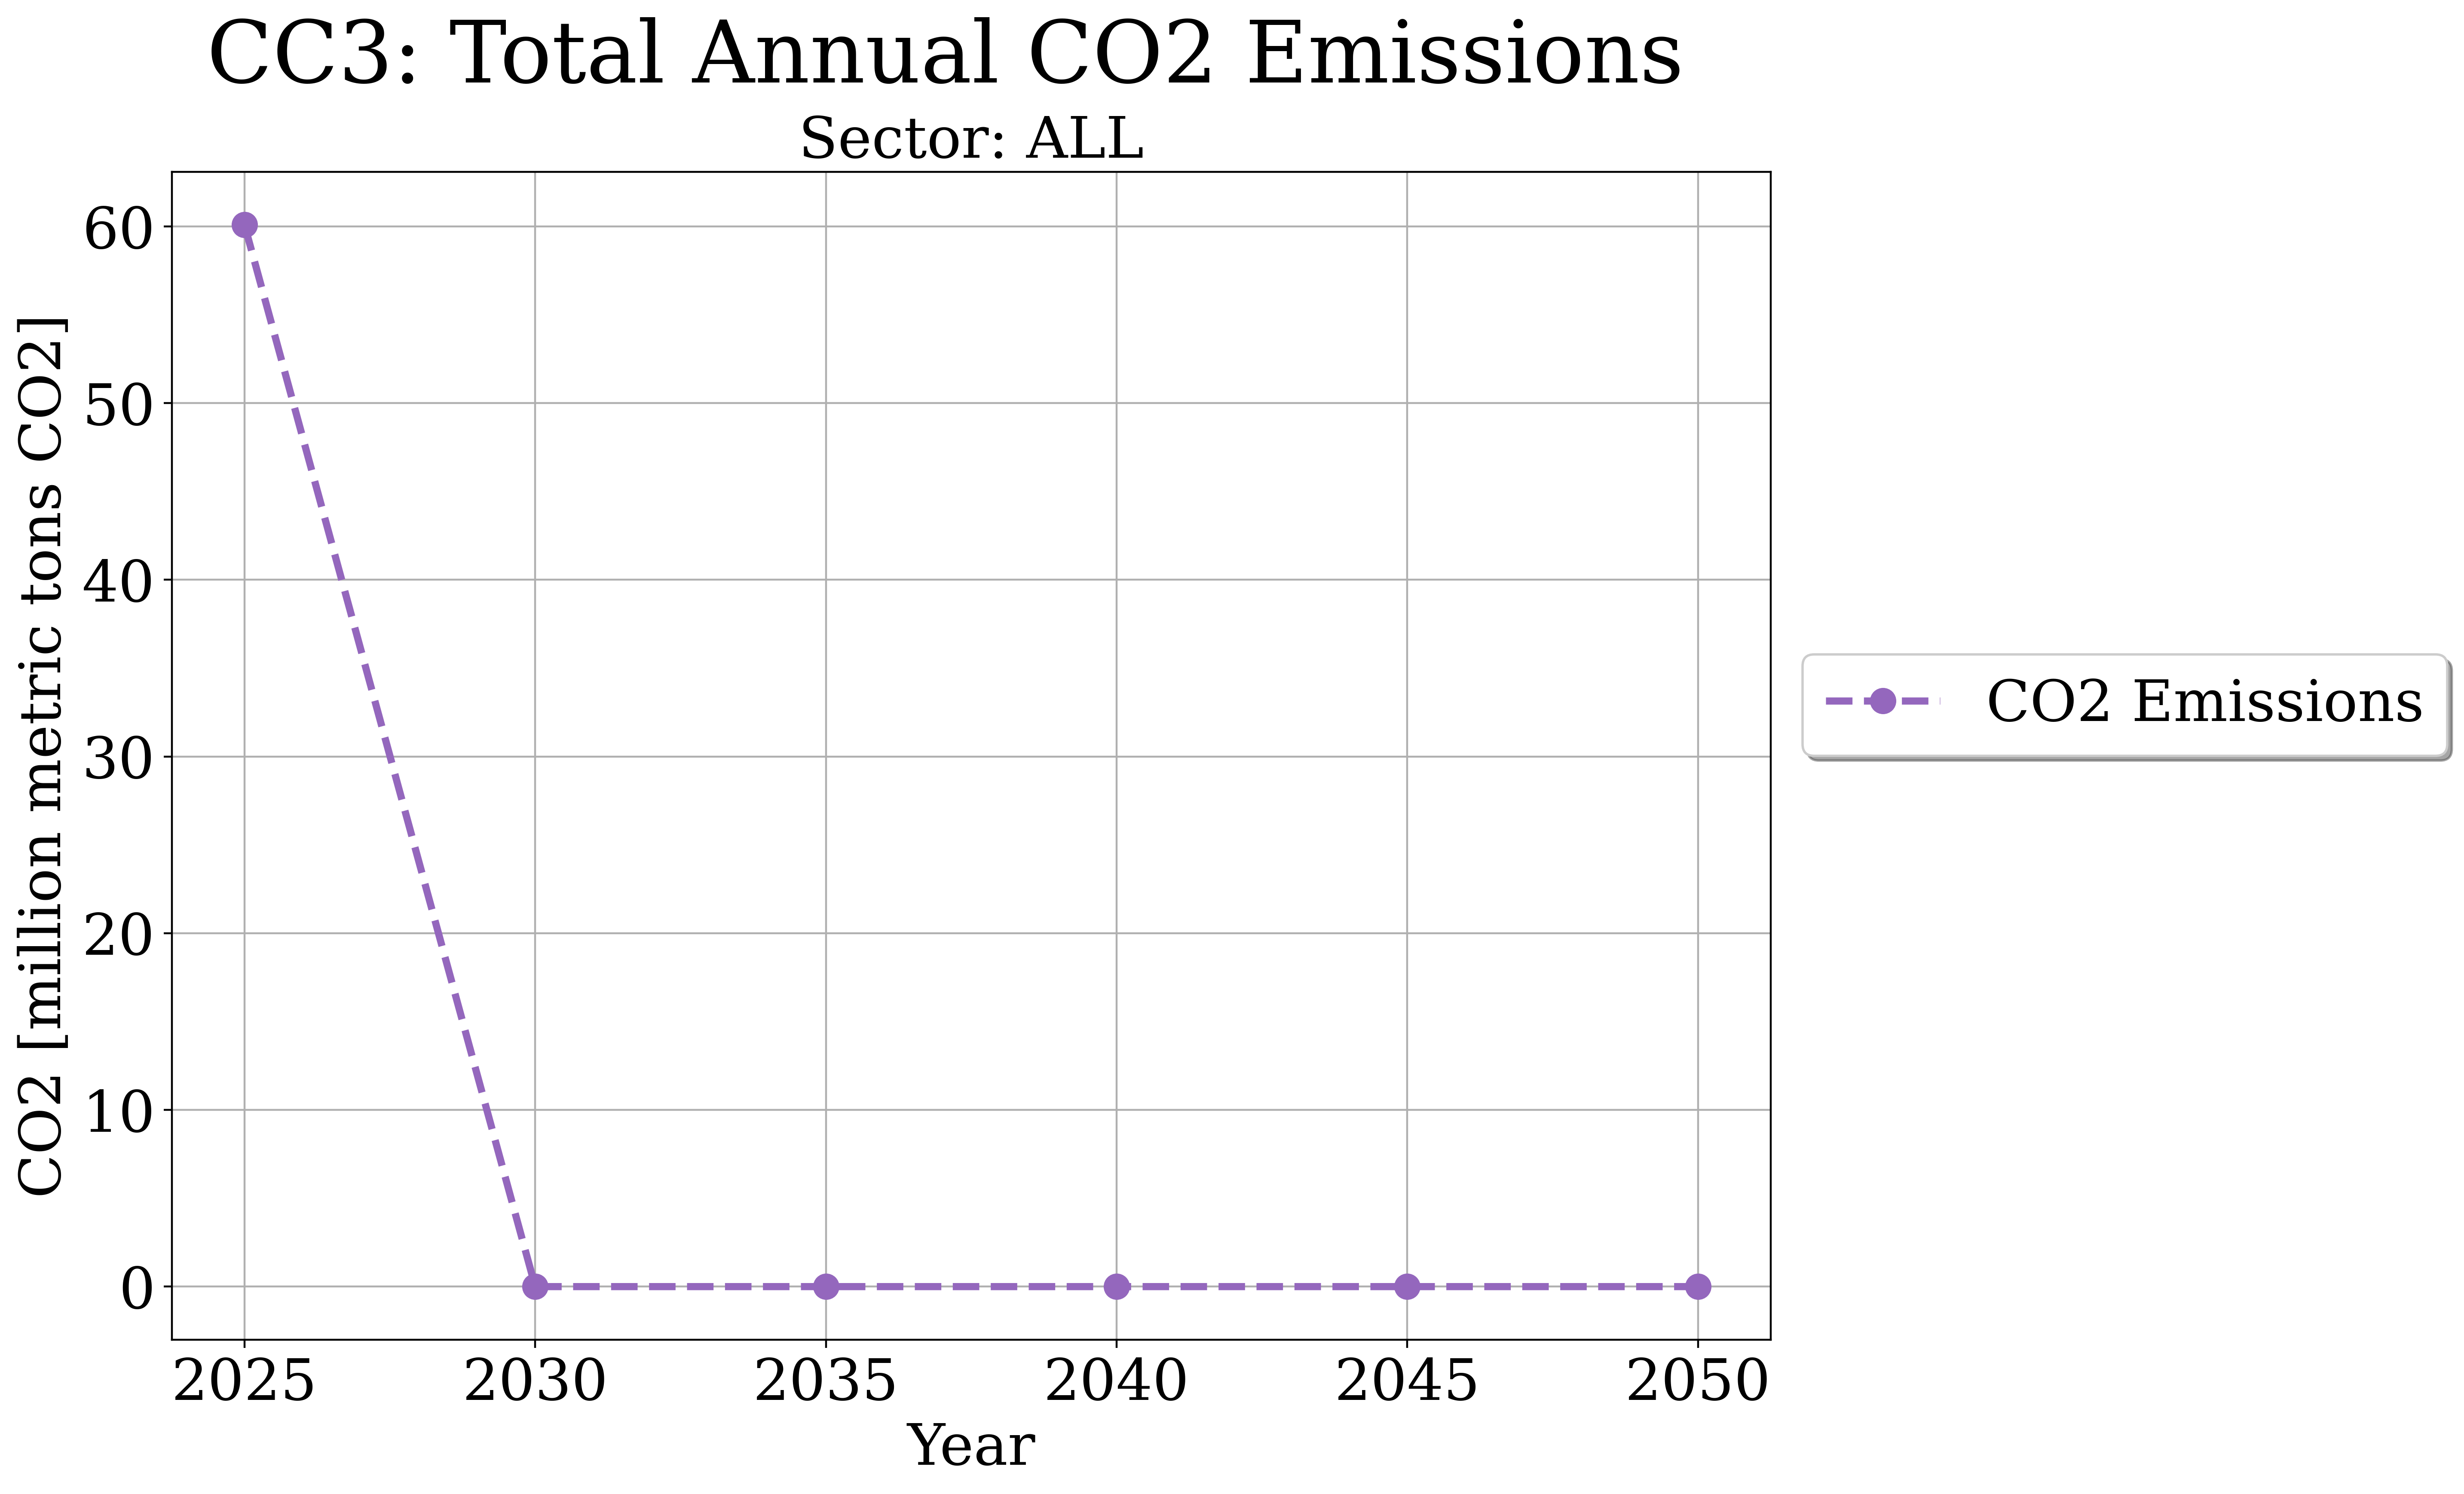 CC3: Total Annual CO2 Emissions
Sector: ALL
CO2 [million metric tons CO2]
60
50
40
30
20
10
0
2025 2030 2035 2040 2045 2050
Year
CO2 Emissions